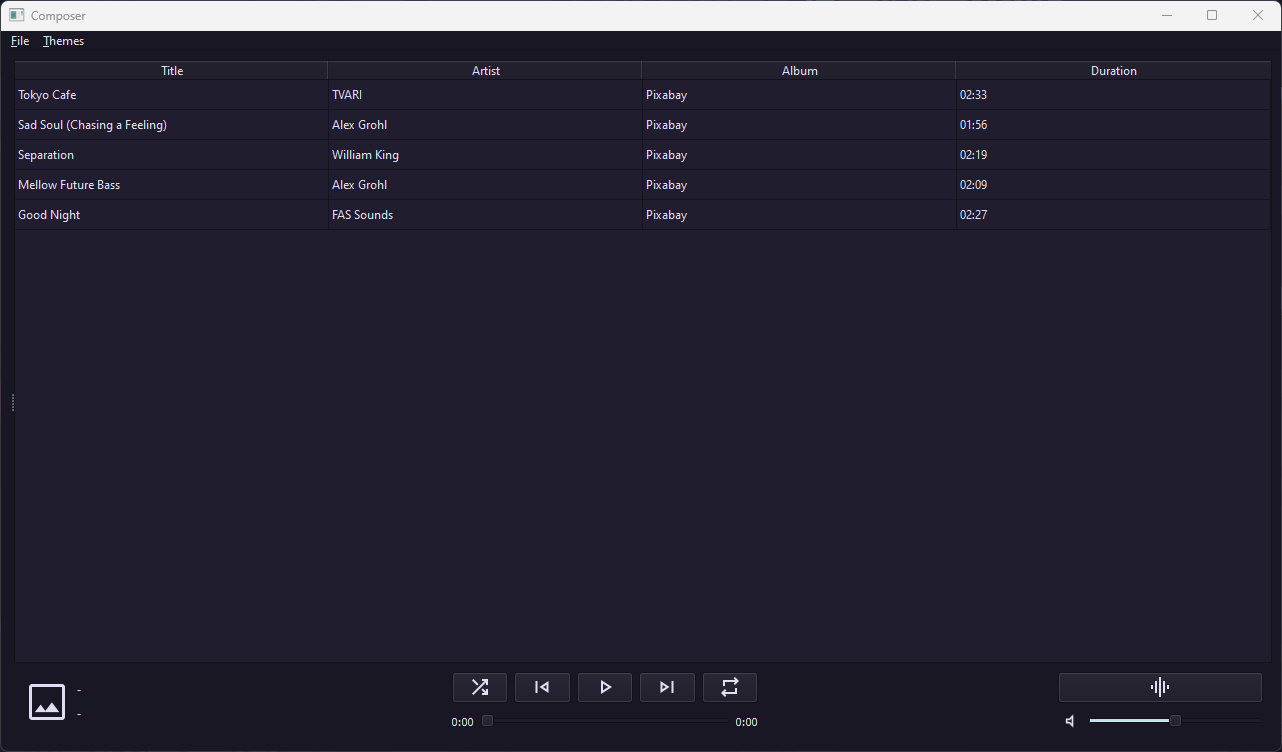 Composer
File Themes
Title Artist Album Duration
Tokyo Cafe TVARI Pixabay 02:33
Sad Soul (Chasing a Feeling) Alex Grohl Pixabay 01:56
Separation William King Pixabay 02:19
Mellow Future Bass Alex Grohl Pixabay 02:09
Good Night FAS Sounds Pixabay 02:27
-
-
0:00 0:00